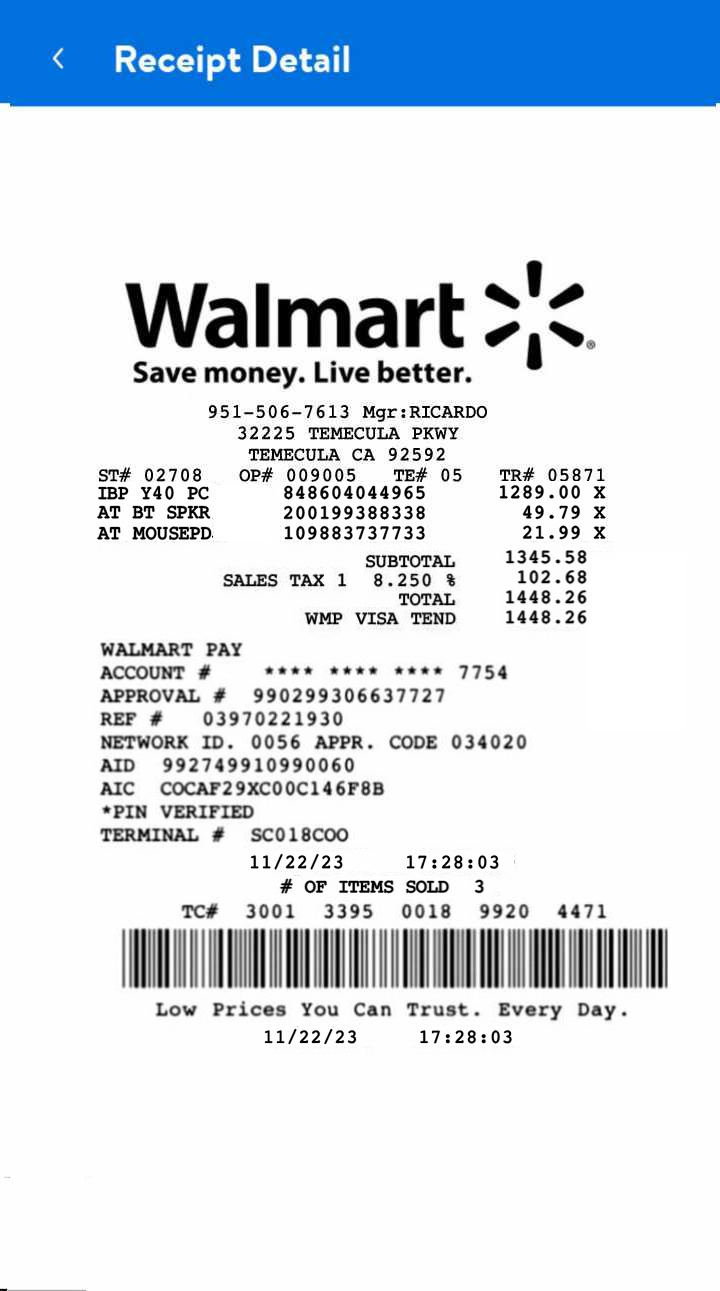 Receipt Detail
Walmart
Save money. Live better.
951-506-7613 Mgr:RICARDO
32225 TEMECULA PKWY
TEMECULA CA 92592
ST# 02708 OP# 009005 TE# 05 TR# 05871
IBP Y40 PC 848604044965 1289.00 X
AT BT SPKR 200199388338 49.79 X
AT MOUSEPD 109883737733 21.99 X
SUBTOTAL 1345.58
SALES TAX 1 8.250 % 102.68
TOTAL 1448.26
WMP VISA TEND 1448.26
WALMART PAY
ACCOUNT # **** **** **** 7754
APPROVAL # 990299306637727
REF # 03970221930
NETWORK ID. 0056 APPR. CODE 034020
AID 992749910990060
AIC COCAF29XC00C146F8B
*PIN VERIFIED
TERMINAL # SC018COO
11/22/23 17:28:03
# OF ITEMS SOLD 3
TC# 3001 3395 0018 9920 4471
Low Prices You Can Trust. Every Day.
11/22/23 17:28:03